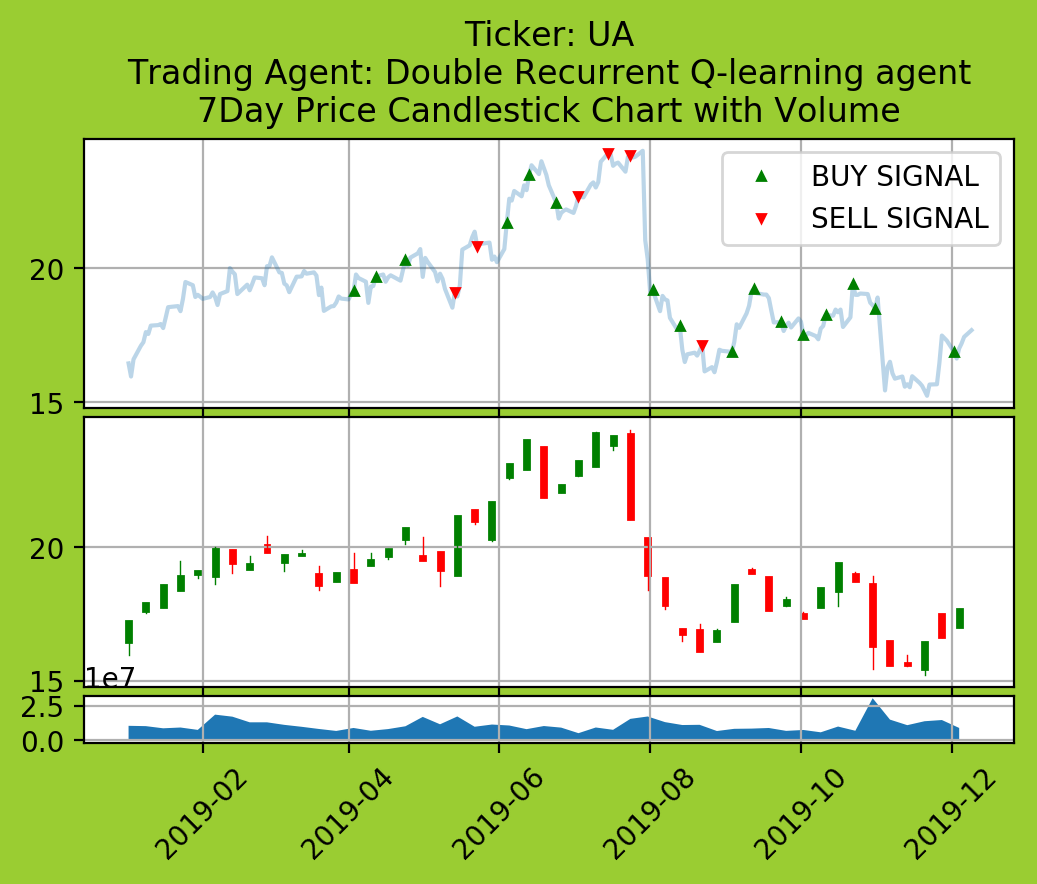 Ticker: UA
Trading Agent: Double Recurrent Q-learning agent
7Day Price Candlestick Chart with Volume
BUY SIGNAL
SELL SIGNAL
20
15
20
15
1e7
2.5
0.0
2019-02
2019-04
2019-06
2019-08
2019-10
2019-12